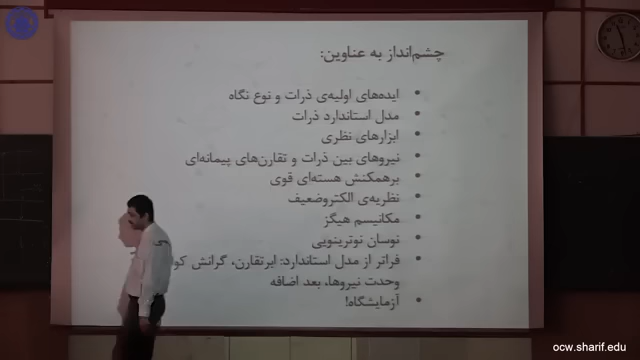 چشم‌انداز به عناوین:
ایده‌های اولیه‌ی ذرات و نوع نگاه
مدل استاندارد ذرات
ابزارهای نظری
نیروهای بین ذرات و تقارن‌های پیمانه‌ای
برهمکنش هسته‌ای قوی
نظریه‌ی الکتروضعیف
مکانیسم هیگز
نوسان نوترینویی
فراتر از مدل استاندارد: ابرتقارن، گرانش
وحدت نیروها، بعد اضافه
آزمایشگاه!
ocw.sharif.edu